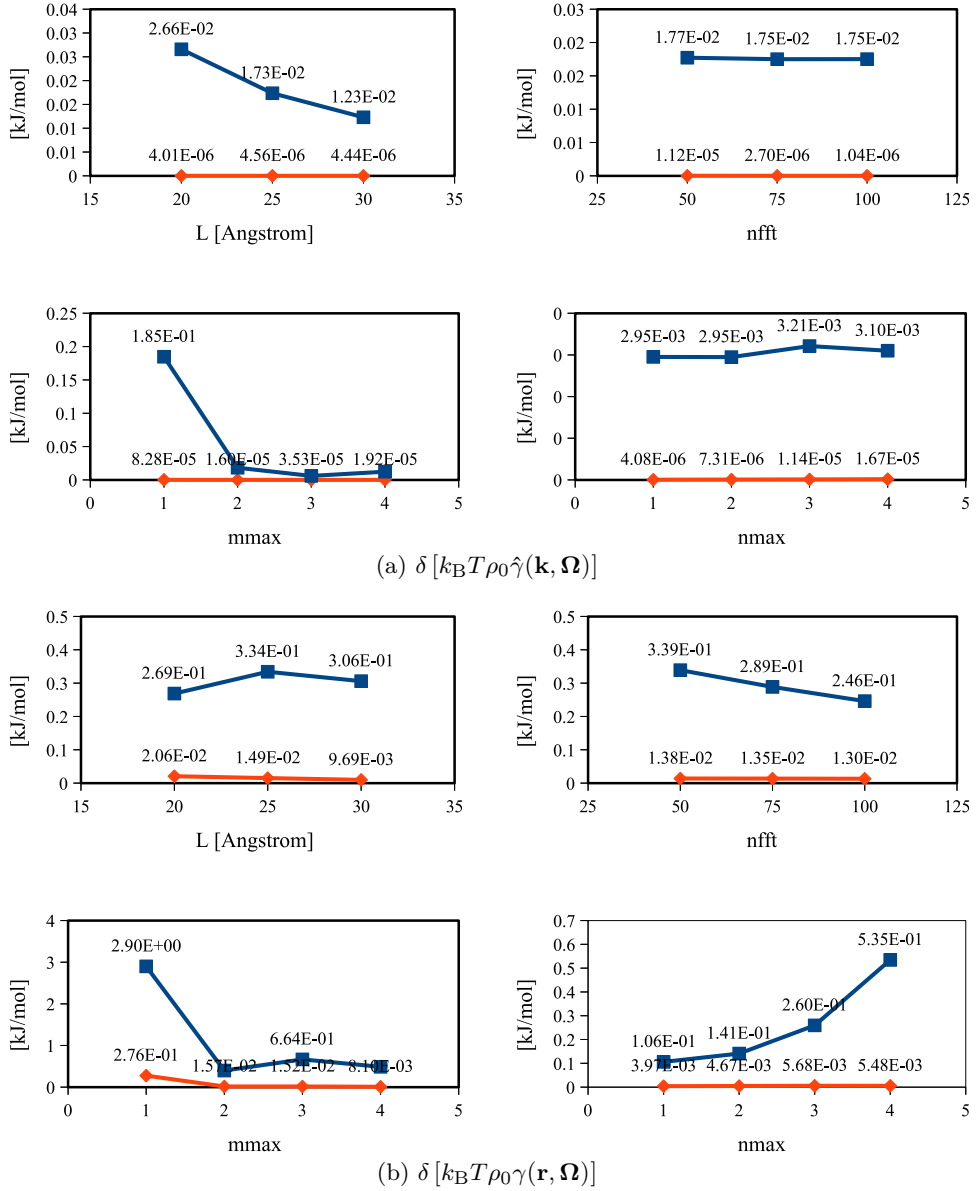 0.04
0.03
0.03
0.02
0.02
0.01
0.01
0
[kJ/mol]
2.66E-02
1.73E-02
1.23E-02
4.01E-06
4.56E-06
4.44E-06
15
20
25
30
35
L [Angstrom]
0.03
0.02
0.02
0.01
0.01
0
[kJ/mol]
1.77E-02
1.75E-02
1.75E-02
1.12E-05
2.70E-06
1.04E-06
25
50
75
100
125
nfft
0.25
0.2
0.15
0.1
0.05
0
[kJ/mol]
1.85E-01
8.28E-05
1.60E-05
3.53E-05
1.92E-05
0
1
2
3
4
5
mmax
0
0
0
0
0
[kJ/mol]
2.95E-03
2.95E-03
3.21E-03
3.10E-03
4.08E-06
7.31E-06
1.14E-05
1.67E-05
0
1
2
3
4
5
nmax
(a) δ [k_B T ρ_0 γ̂(k, Ω)]
0.5
0.4
0.3
0.2
0.1
0
[kJ/mol]
2.69E-01
3.34E-01
3.06E-01
2.06E-02
1.49E-02
9.69E-03
15
20
25
30
35
L [Angstrom]
0.5
0.4
0.3
0.2
0.1
0
[kJ/mol]
3.39E-01
2.89E-01
2.46E-01
1.38E-02
1.35E-02
1.30E-02
25
50
75
100
125
nfft
4
3
2
1
0
[kJ/mol]
2.90E+00
6.64E-01
2.76E-01
1.57E-02
1.52E-02
8.10E-03
0
1
2
3
4
5
mmax
0.7
0.6
0.5
0.4
0.3
0.2
0.1
0
[kJ/mol]
1.06E-01
1.41E-01
2.60E-01
5.35E-01
3.97E-03
4.67E-03
5.68E-03
5.48E-03
0
1
2
3
4
5
nmax
(b) δ [k_B T ρ_0 γ(r, Ω)]